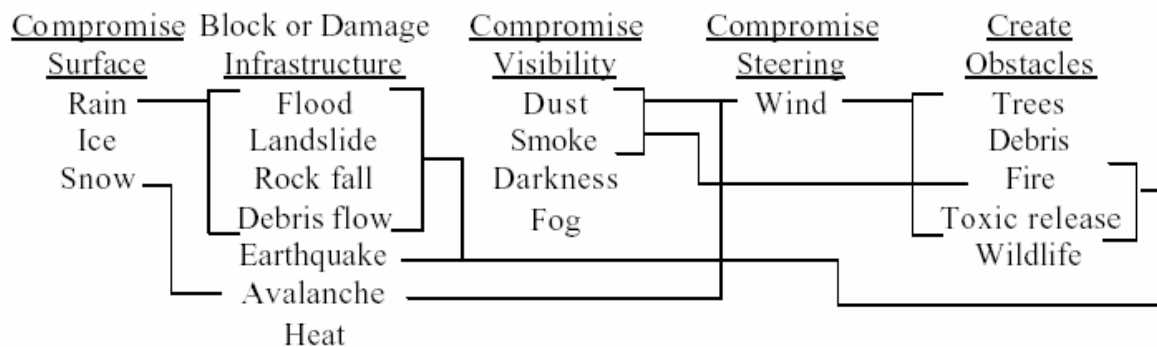 Compromise Surface
Rain
Ice
Snow
Block or Damage Infrastructure
Flood
Landslide
Rock fall
Debris flow
Earthquake
Avalanche
Heat
Compromise Visibility
Dust
Smoke
Darkness
Fog
Compromise Steering
Wind
Create Obstacles
Trees
Debris
Fire
Toxic release
Wildlife